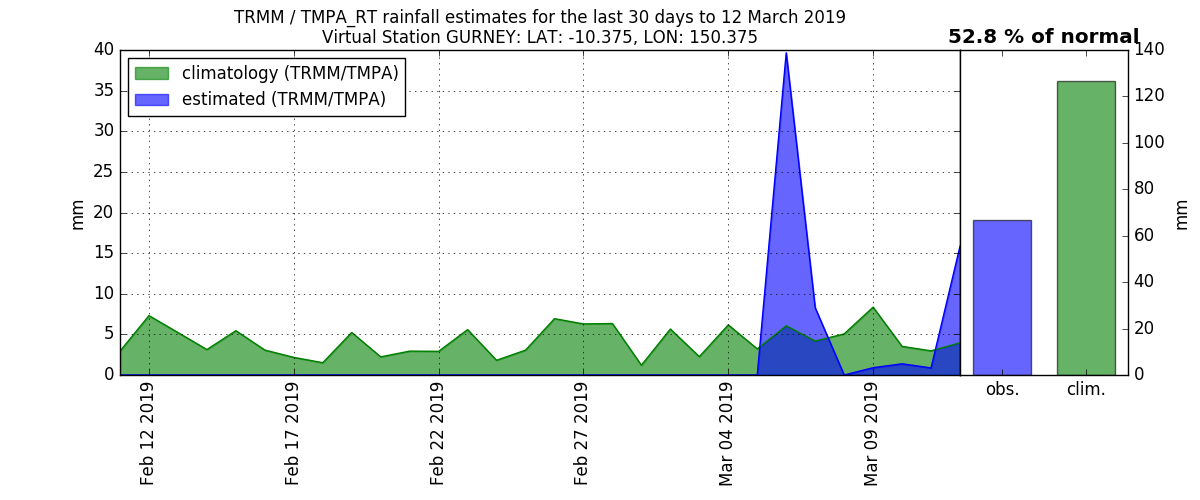 TRMM / TMPA_RT rainfall estimates for the last 30 days to 12 March 2019
Virtual Station GURNEY: LAT: -10.375, LON: 150.375
52.8 % of normal
climatology (TRMM/TMPA)
estimated (TRMM/TMPA)
40
35
30
25
20
15
10
5
0
mm
Feb 12 2019
Feb 17 2019
Feb 22 2019
Feb 27 2019
Mar 04 2019
Mar 09 2019
obs.
clim.
140
120
100
80
60
40
20
0
mm